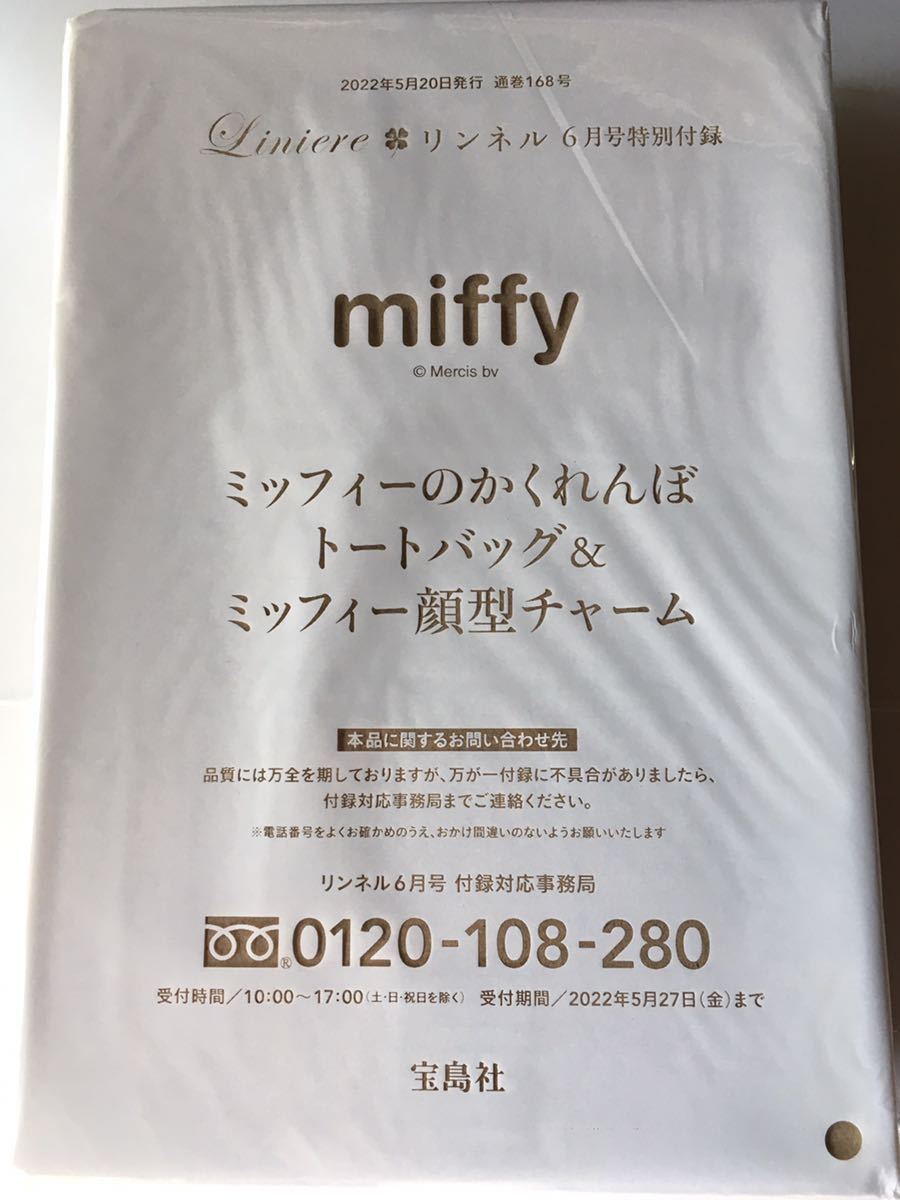 2022年5月20日発行 通巻168号
Liniere リンネル 6月号特別付録
miffy
© Mercis bv
ミッフィーのかくれんぼ
トートバッグ&
ミッフィー顔型チャーム
本品に関するお問い合わせ先
品質には万全を期しておりますが、万が一付録に不具合がありましたら、
付録対応事務局までご連絡ください。
※電話番号をよくお確かめのうえ、おかけ間違いのないようお願いいたします
リンネル6月号 付録対応事務局
® 0120-108-280
受付時間/10:00〜17:00(土・日・祝日を除く) 受付期間/2022年5月27日(金)まで
宝島社